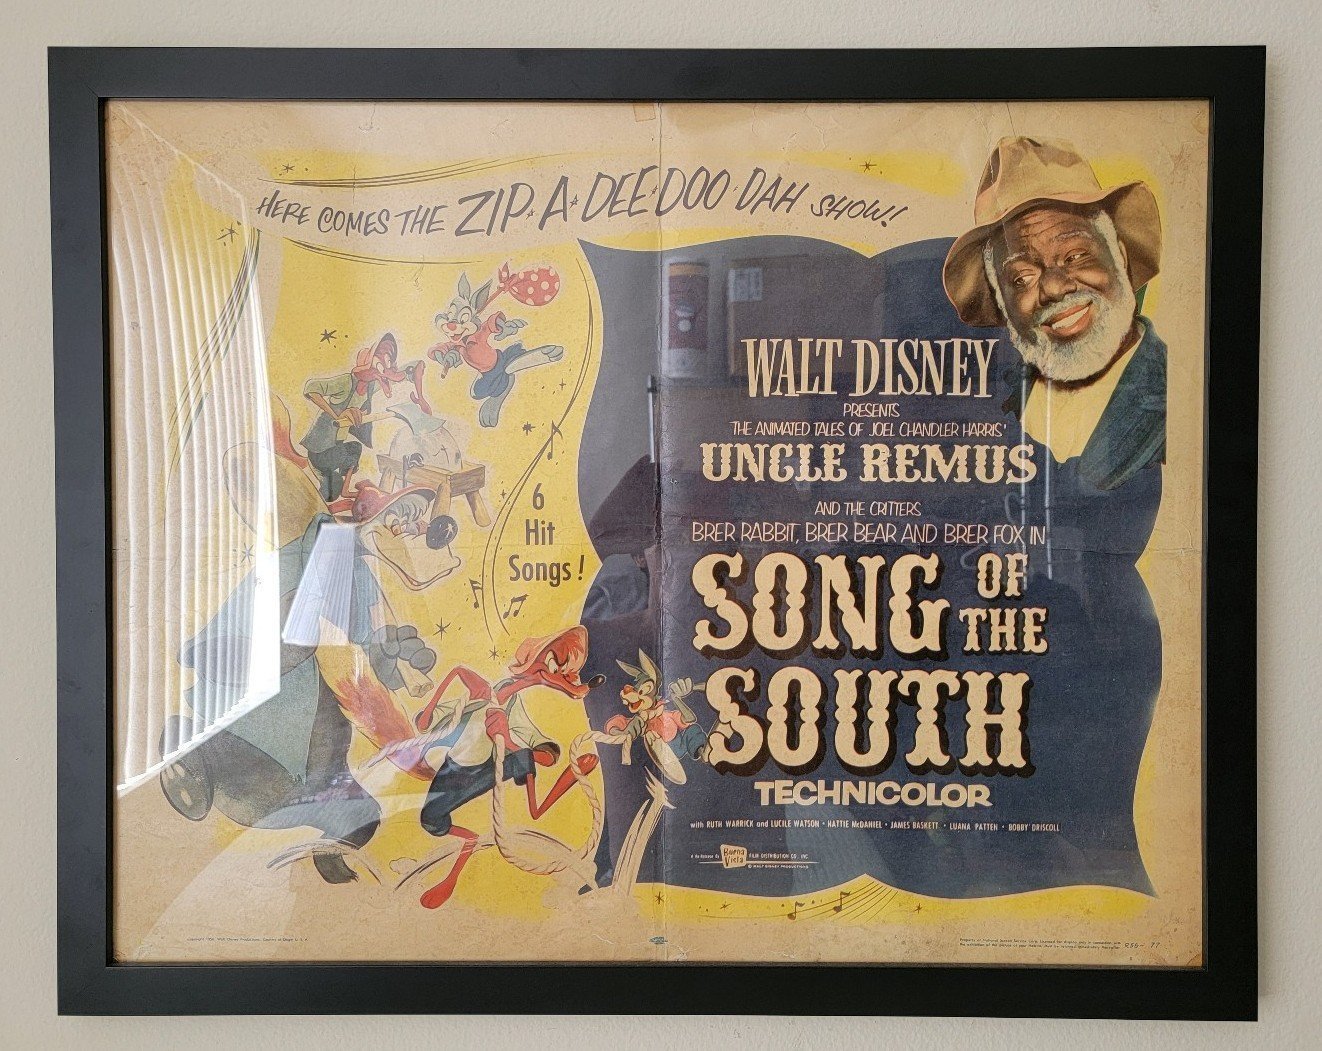 HERE COMES THE ZIP·A·DEE·DOO·DAH SHOW!
6
Hit
Songs!
WALT DISNEY
PRESENTS
THE ANIMATED TALES OF JOEL CHANDLER HARRIS'
UNCLE REMUS
AND THE CRITTERS
BRER RABBIT, BRER BEAR AND BRER FOX IN
SONG OF THE
SOUTH
TECHNICOLOR
with RUTH WARRICK and LUCILE WATSON · HATTIE McDANIEL · JAMES BASKETT · LUANA PATTEN · BOBBY DRISCOLL
Buena Vista FILM DISTRIBUTION CO., INC.
© WALT DISNEY PRODUCTIONS